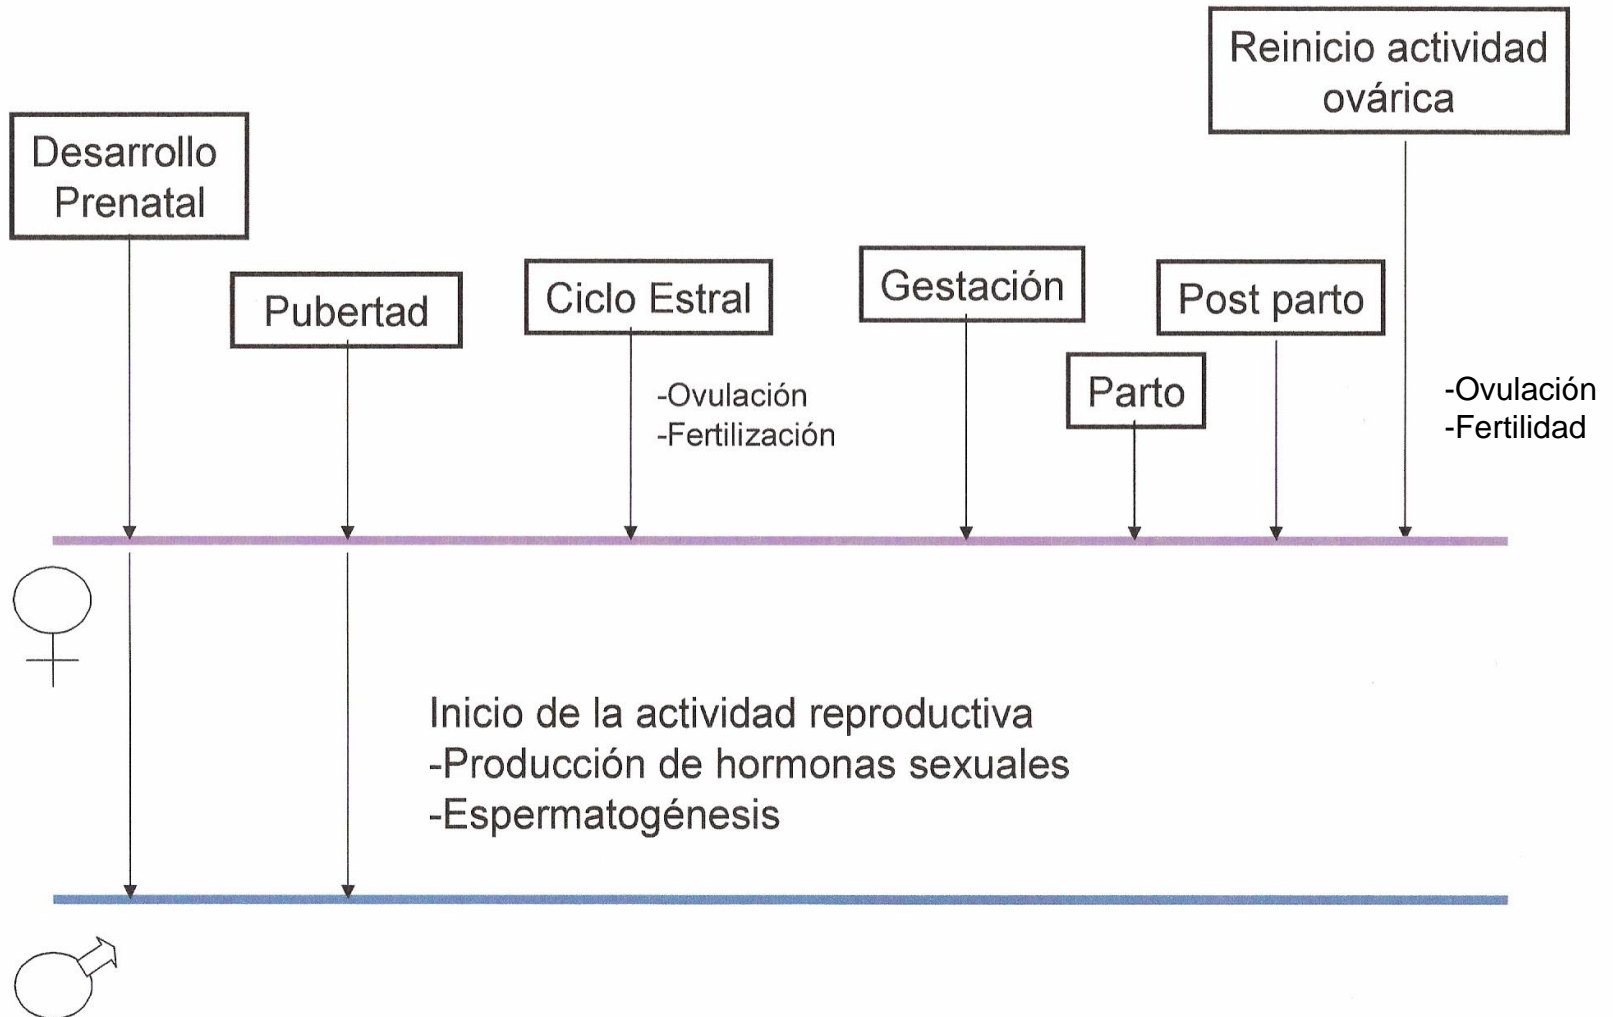 Reinicio actividad
ovárica
Desarrollo
Prenatal
Pubertad
Ciclo Estral
Gestación
Post parto
Parto
-Ovulación
-Fertilización
-Ovulación
-Fertilidad
Inicio de la actividad reproductiva
-Producción de hormonas sexuales
-Espermatogénesis